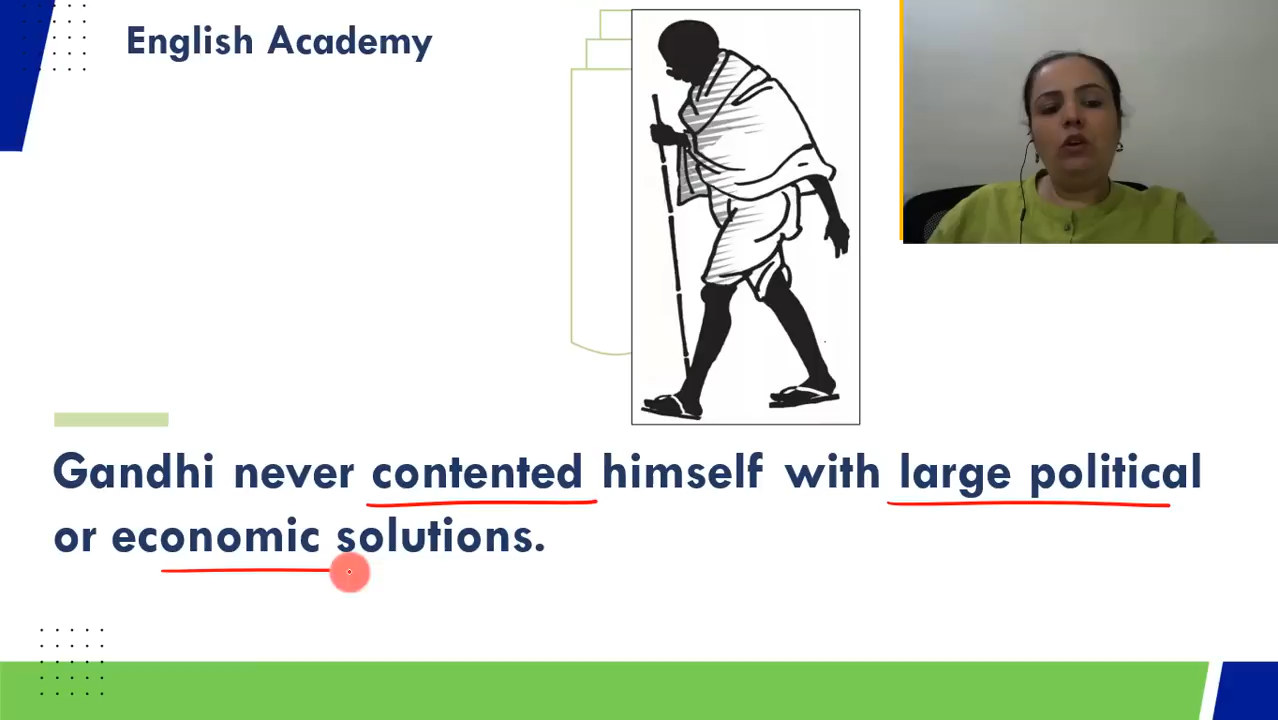 English Academy
Gandhi never contented himself with large political
or economic solutions.